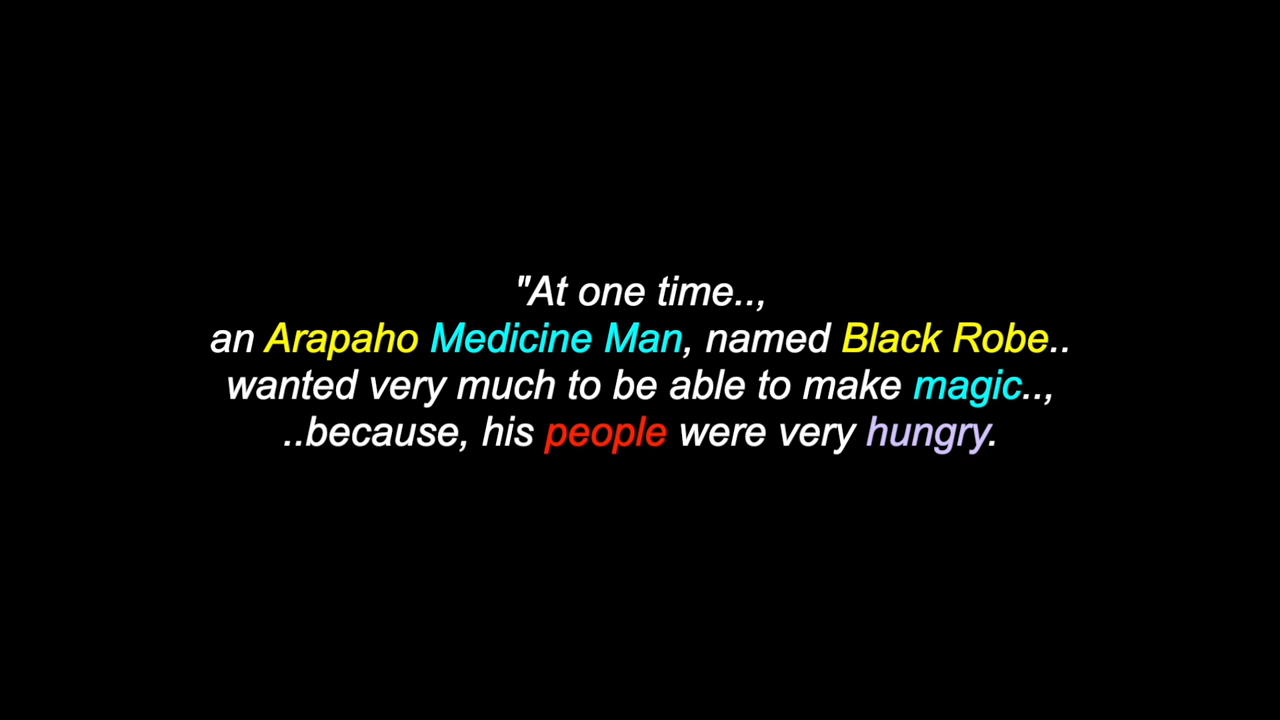 "At one time..,
an Arapaho Medicine Man, named Black Robe..
wanted very much to be able to make magic..,
..because, his people were very hungry.